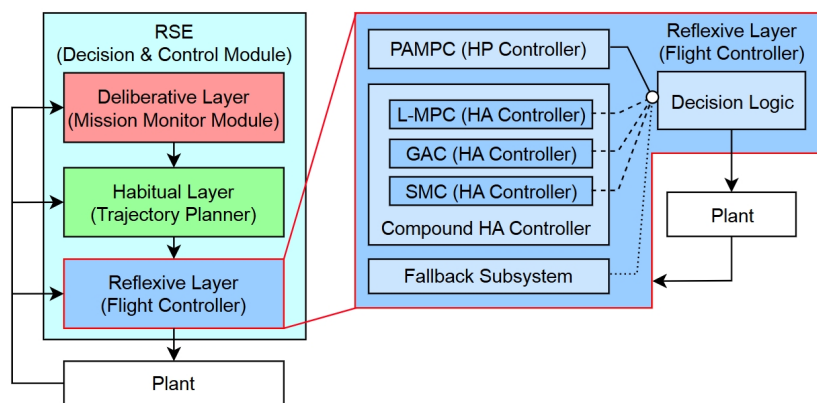 RSE
(Decision & Control Module)
Deliberative Layer
(Mission Monitor Module)
Habitual Layer
(Trajectory Planner)
Reflexive Layer
(Flight Controller)
Plant
PAMPC (HP Controller)
L-MPC (HA Controller)
GAC (HA Controller)
SMC (HA Controller)
Compound HA Controller
Fallback Subsystem
Reflexive Layer
(Flight Controller)
Decision Logic
Plant